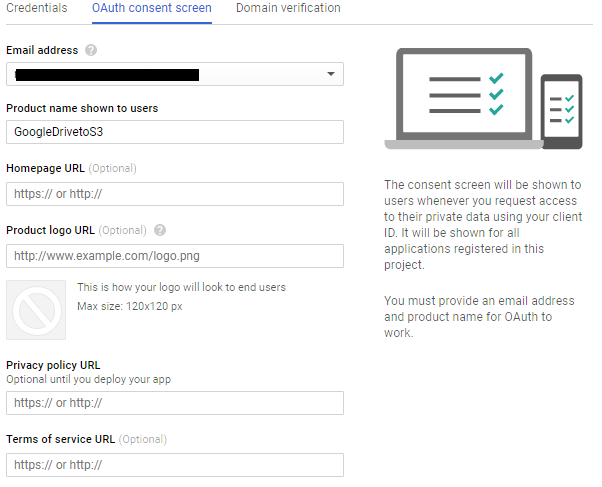 Credentials
OAuth consent screen
Domain verification
Email address ?
Product name shown to users
GoogleDrivetoS3
Homepage URL (Optional)
https:// or http://
Product logo URL (Optional) ?
http://www.example.com/logo.png
This is how your logo will look to end users
Max size: 120x120 px
Privacy policy URL
Optional until you deploy your app
https:// or http://
Terms of service URL (Optional)
https:// or http://
The consent screen will be shown to
users whenever you request access
to their private data using your client
ID. It will be shown for all
applications registered in this
project.
You must provide an email address
and product name for OAuth to
work.